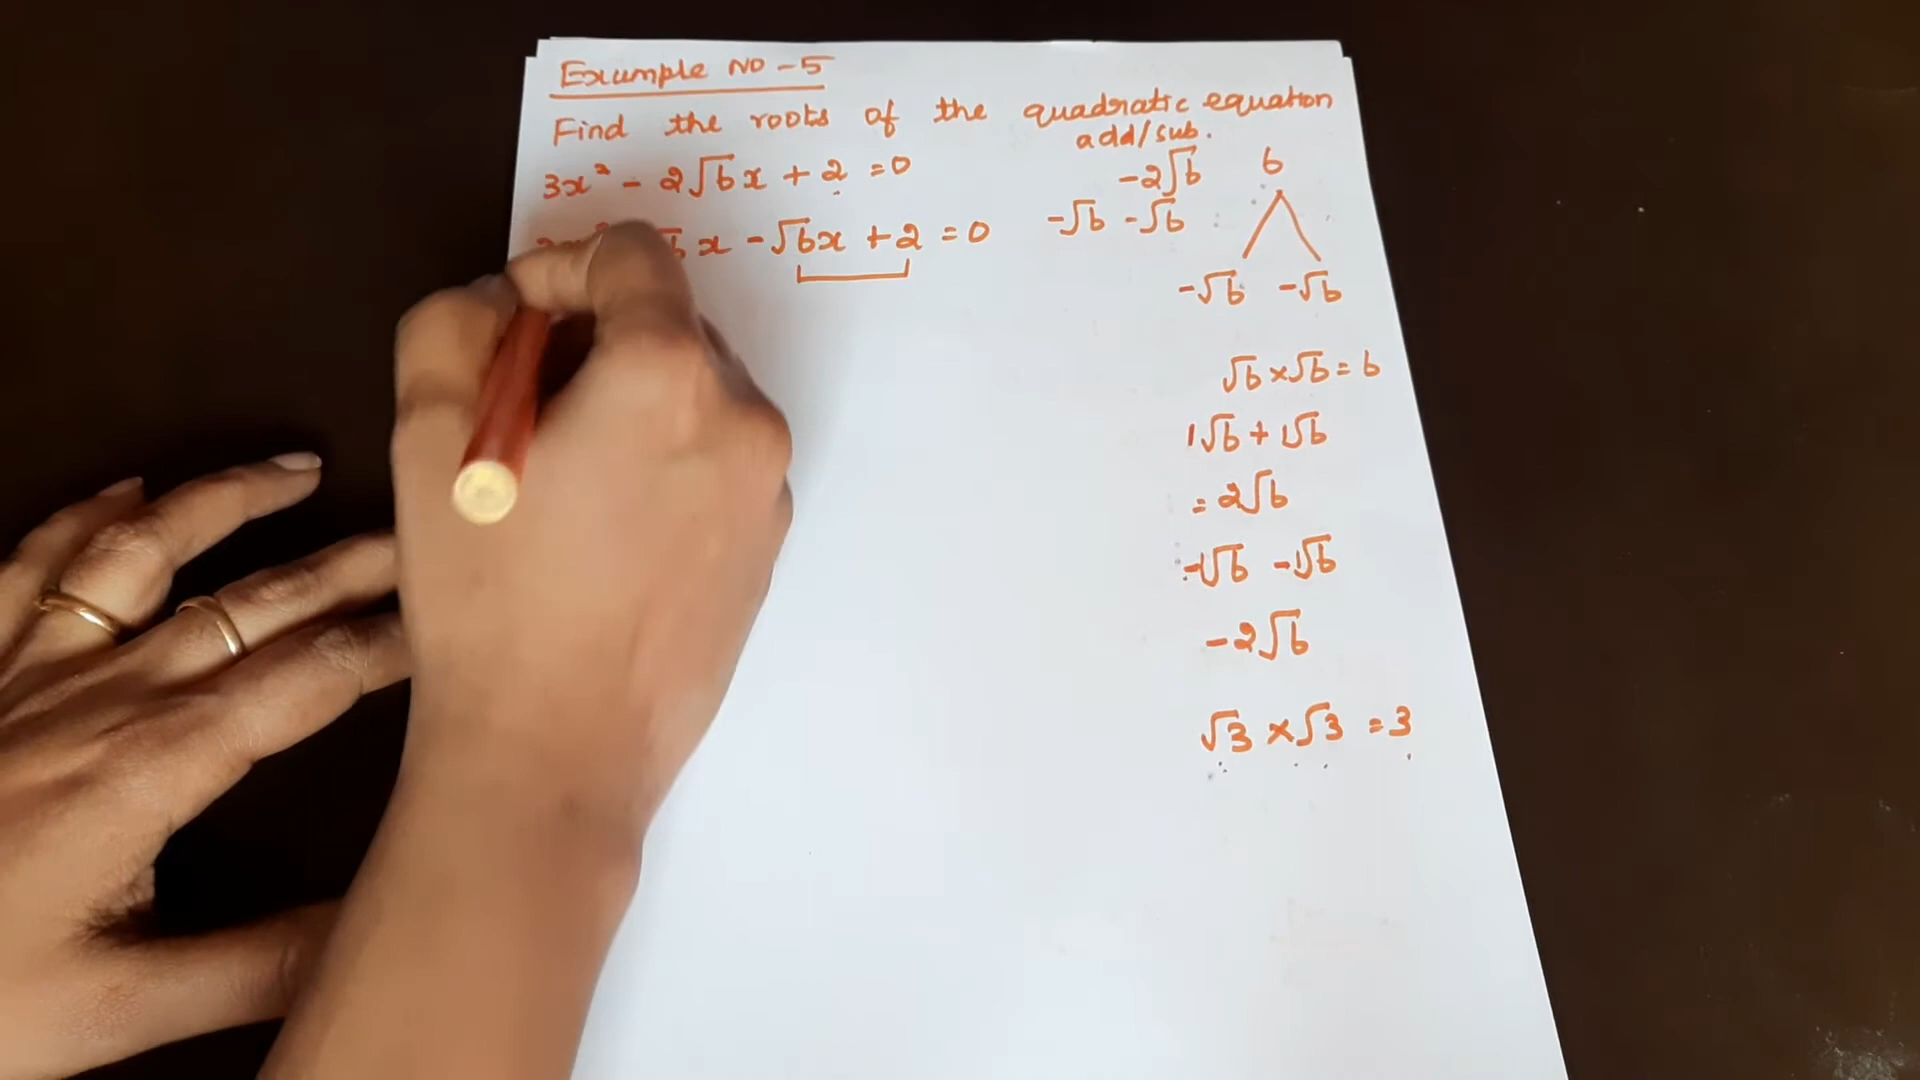 Example NO - 5
Find the roots of the quadratic equation
add/sub.
3x² - 2√6x + 2 = 0
x - √6x + 2 = 0
-2√6 6
-√6 -√6
-√6 -√6
√6 × √6 = 6
1√6 + 1√6
= 2√6
-1√6 -1√6
-2√6
√3 × √3 = 3